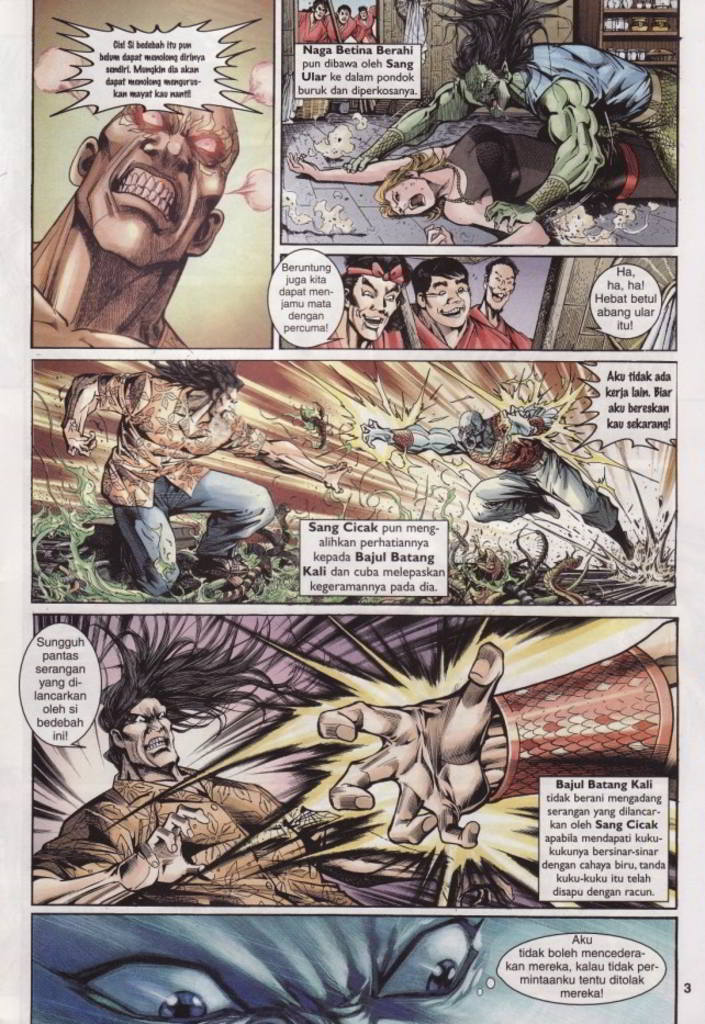 Cis! Si bedebah itu pun
belum dapat menolong dirinya
sendiri. Mungkin dia akan
dapat menolong mengurus-
kan mayat kau nanti!
Naga Betina Berahi
pun dibawa oleh Sang
Ular ke dalam pondok
buruk dan diperkosanya.
Beruntung
juga kita
dapat men-
jamu mata
dengan
percuma!
Ha,
ha, ha!
Hebat betul
abang ular
itu!
Aku tidak ada
kerja lain. Biar
aku bereskan
kau sekarang!
Sang Cicak pun meng-
alihkan perhatiannya
kepada Bajul Batang
Kali dan cuba melepaskan
kegeramannya pada dia.
Sungguh
pantas
serangan
yang di-
lancarkan
oleh si
bedebah
ini!
Bajul Batang Kali
tidak berani mengadang
serangan yang dilancar-
kan oleh Sang Cicak
apabila mendapati kuku-
kukunya bersinar-sinar
dengan cahaya biru, tanda
kuku-kuku itu telah
disapu dengan racun.
Aku
tidak boleh mencedera-
kan mereka, kalau tidak per-
mintaanku tentu ditolak
mereka!
3